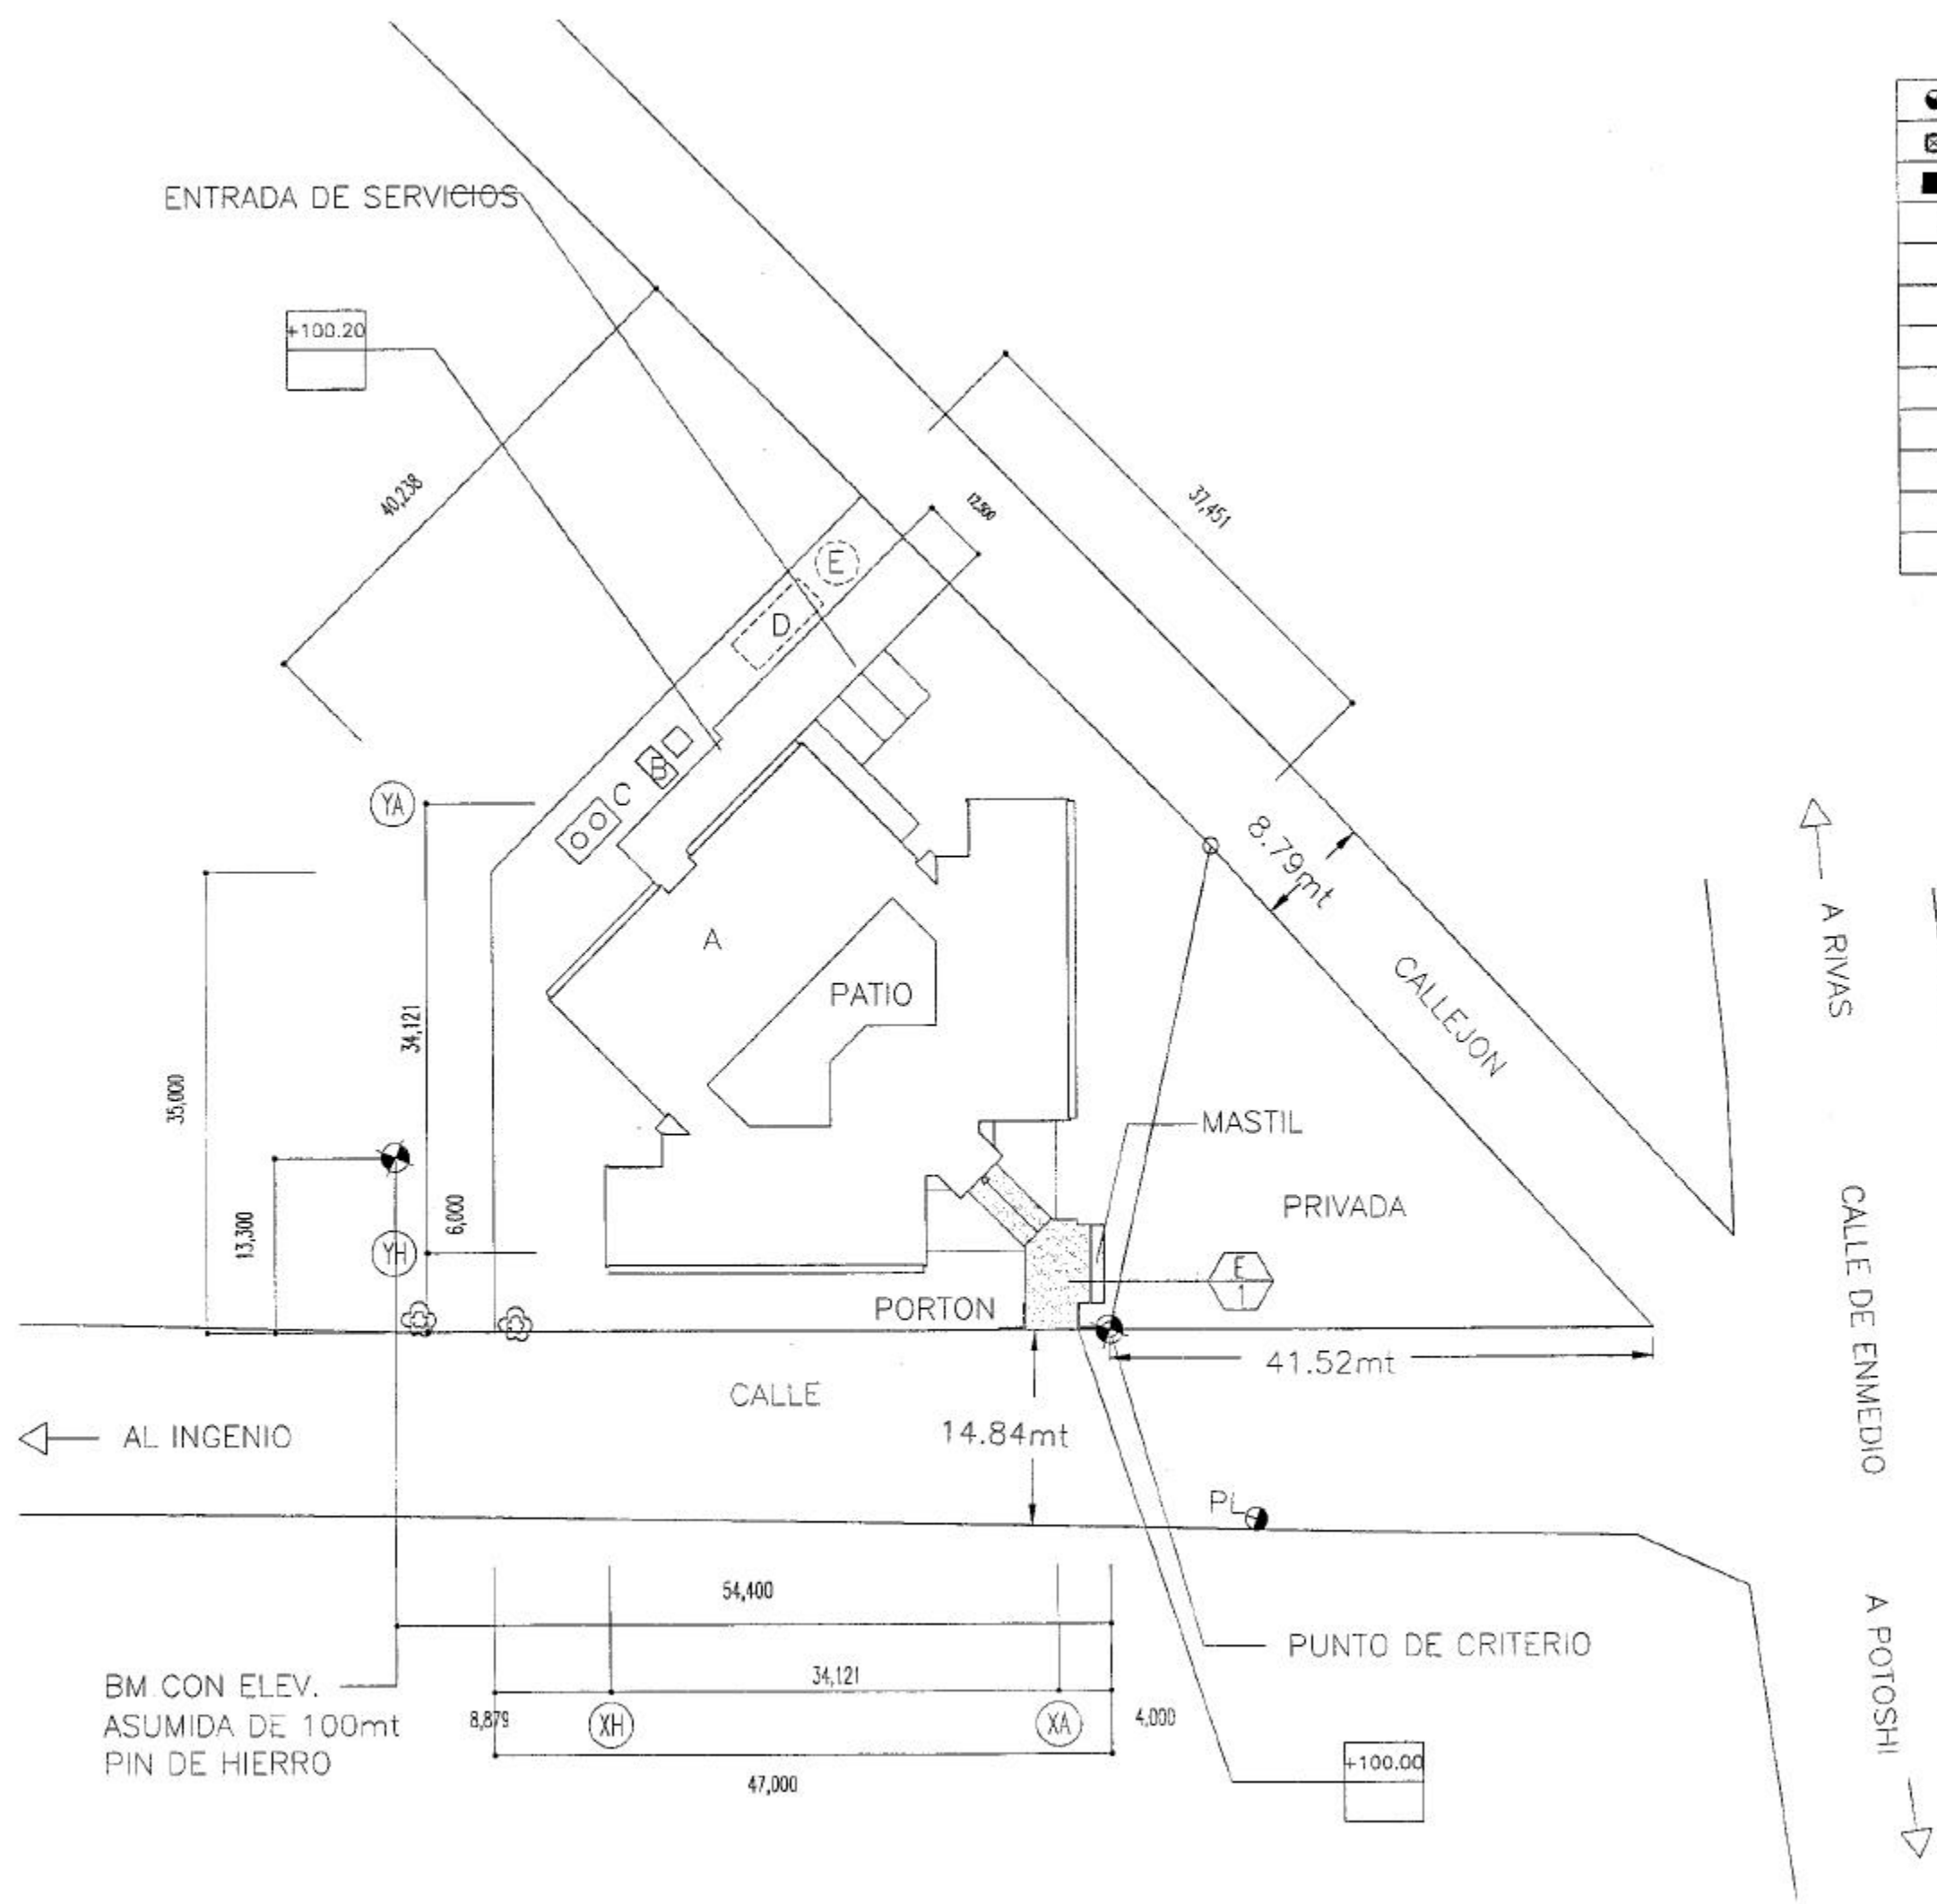 ENTRADA DE SERVICIOS
+100.20
40,238
12,500
37,451
E
D
B
C
YA
8.79mt
A RIVAS
A
PATIO
CALLEJON
34,121
35,000
MASTIL
PRIVADA
CALLE DE ENMEDIO
13,300
6,000
YH
E
1
PORTON
41.52mt
CALLE
14.84mt
AL INGENIO
PL
54,400
PUNTO DE CRITERIO
A POTOSHI
BM CON ELEV.
ASUMIDA DE 100mt
PIN DE HIERRO
34,121
8,879
XH
XA
4,000
47,000
+100.00